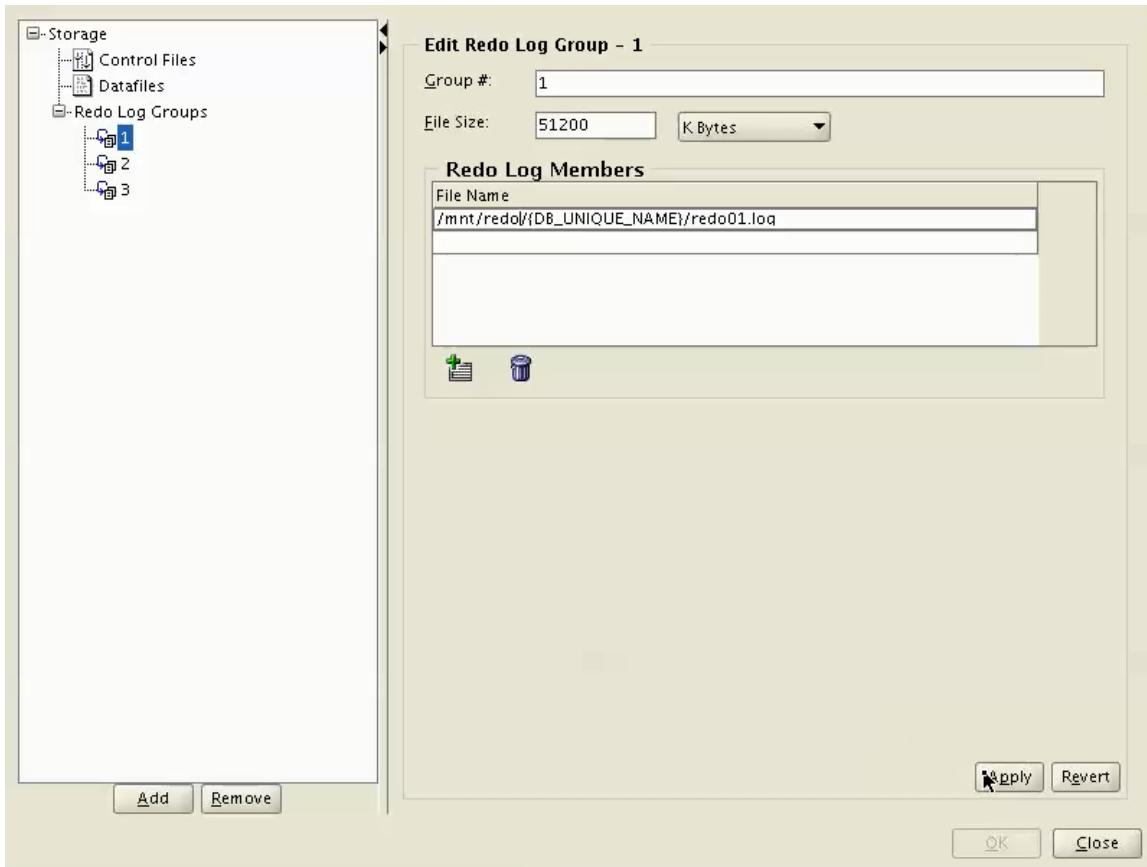 Storage
Control Files
Datafiles
Redo Log Groups
1
2
3
Add Remove
Edit Redo Log Group - 1
Group #: 1
File Size: 51200 K Bytes
Redo Log Members
File Name
/mnt/redo/{DB_UNIQUE_NAME}/redo01.log
Apply Revert
OK Close